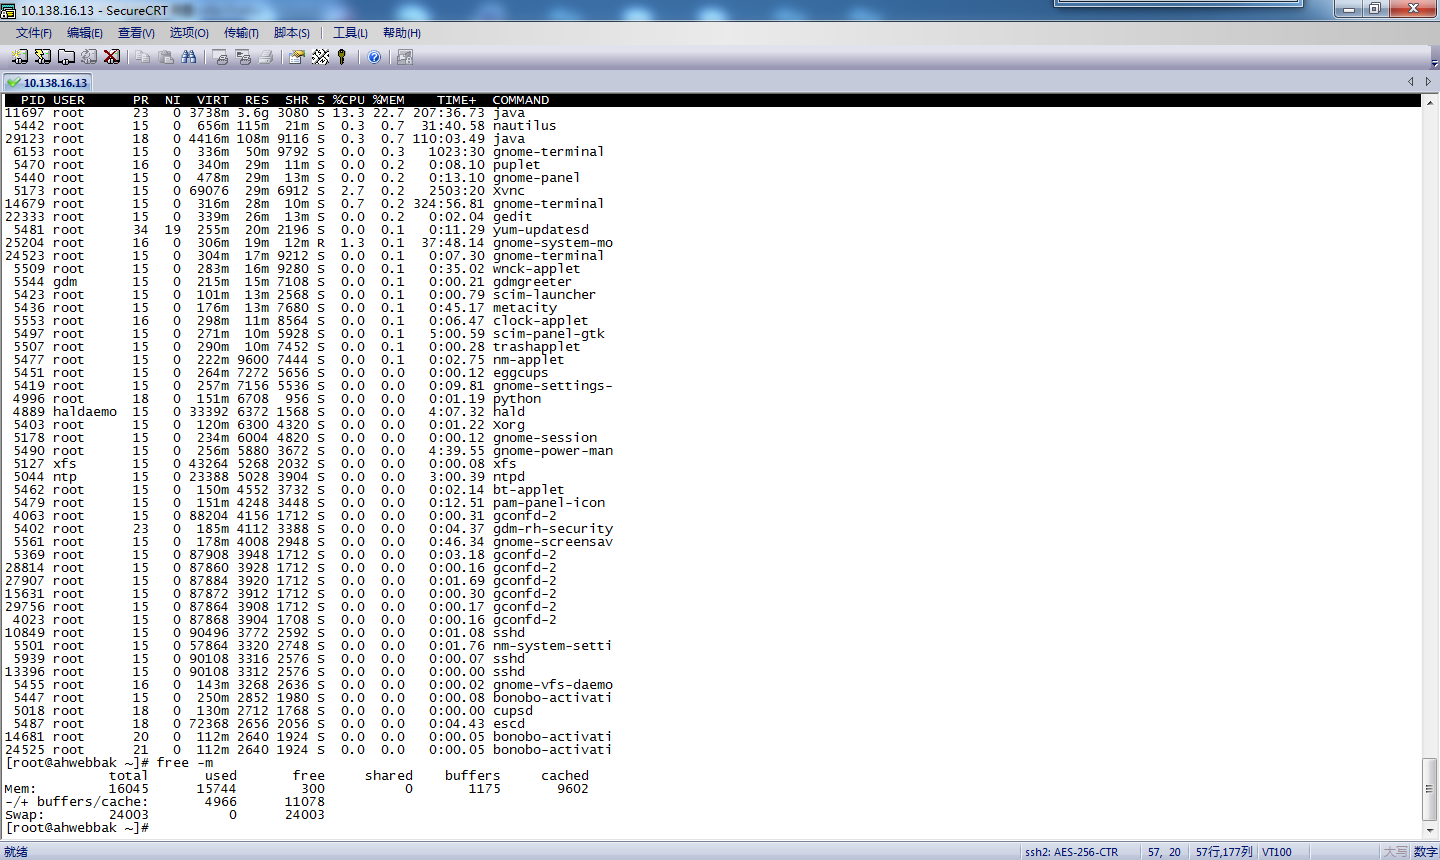 10.138.16.13 - SecureCRT
文件(F) 编辑(E) 查看(V) 选项(O) 传输(T) 脚本(S) 工具(L) 帮助(H)
10.138.16.13
PID USER PR NI VIRT RES SHR S %CPU %MEM TIME+ COMMAND
11697 root 23 0 3738m 3.6g 3080 S 13.3 22.7 207:36.73 java
5442 root 15 0 656m 115m 21m S 0.3 0.7 31:40.58 nautilus
29123 root 18 0 4416m 108m 9116 S 0.3 0.7 110:03.49 java
6153 root 15 0 336m 50m 9792 S 0.0 0.3 1023:30 gnome-terminal
5470 root 16 0 340m 29m 11m S 0.0 0.2 0:08.10 puplet
5440 root 15 0 478m 29m 13m S 0.0 0.2 0:13.10 gnome-panel
5173 root 15 0 69076 29m 6912 S 2.7 0.2 2503:20 Xvnc
14679 root 15 0 316m 28m 10m S 0.7 0.2 324:56.81 gnome-terminal
22333 root 15 0 339m 26m 13m S 0.0 0.2 0:02.04 gedit
5481 root 34 19 255m 20m 2196 S 0.0 0.1 0:11.29 yum-updatesd
25204 root 16 0 306m 19m 12m R 1.3 0.1 37:48.14 gnome-system-mo
24523 root 15 0 304m 17m 9212 S 0.0 0.1 0:07.30 gnome-terminal
5509 root 15 0 283m 16m 9280 S 0.0 0.1 0:35.02 wnck-applet
5544 gdm 15 0 215m 15m 7108 S 0.0 0.1 0:00.21 gdmgreeter
5423 root 15 0 101m 13m 2568 S 0.0 0.1 0:00.79 scim-launcher
5436 root 15 0 176m 13m 7680 S 0.0 0.1 0:45.17 metacity
5553 root 16 0 298m 11m 8564 S 0.0 0.1 0:06.47 clock-applet
5497 root 15 0 271m 10m 5928 S 0.0 0.1 5:00.59 scim-panel-gtk
5507 root 15 0 290m 10m 7452 S 0.0 0.1 0:00.28 trashapplet
5477 root 15 0 222m 9600 7444 S 0.0 0.1 0:02.75 nm-applet
5451 root 15 0 264m 7272 5656 S 0.0 0.0 0:00.12 eggcups
5419 root 15 0 257m 7156 5536 S 0.0 0.0 0:09.81 gnome-settings-
4996 root 18 0 151m 6708 956 S 0.0 0.0 0:01.19 python
4889 haldaemo 15 0 33392 6372 1568 S 0.0 0.0 4:07.32 hald
5403 root 15 0 120m 6300 4320 S 0.0 0.0 0:01.22 Xorg
5178 root 15 0 234m 6004 4820 S 0.0 0.0 0:00.12 gnome-session
5490 root 15 0 256m 5880 3672 S 0.0 0.0 4:39.55 gnome-power-man
5127 xfs 15 0 43264 5268 2032 S 0.0 0.0 0:00.08 xfs
5044 ntp 15 0 23388 5028 3904 S 0.0 0.0 3:00.39 ntpd
5462 root 15 0 150m 4552 3732 S 0.0 0.0 0:02.14 bt-applet
5479 root 15 0 151m 4248 3448 S 0.0 0.0 0:12.51 pam-panel-icon
4063 root 15 0 88204 4156 1712 S 0.0 0.0 0:00.31 gconfd-2
5402 root 23 0 185m 4112 3388 S 0.0 0.0 0:04.37 gdm-rh-security
5561 root 15 0 178m 4008 2948 S 0.0 0.0 0:46.34 gnome-screensav
5369 root 15 0 87908 3948 1712 S 0.0 0.0 0:03.18 gconfd-2
28814 root 15 0 87860 3928 1712 S 0.0 0.0 0:00.16 gconfd-2
27907 root 15 0 87884 3920 1712 S 0.0 0.0 0:01.69 gconfd-2
15631 root 15 0 87872 3912 1712 S 0.0 0.0 0:00.30 gconfd-2
29756 root 15 0 87864 3908 1712 S 0.0 0.0 0:00.17 gconfd-2
4023 root 15 0 87868 3904 1708 S 0.0 0.0 0:00.16 gconfd-2
10849 root 15 0 90496 3772 2592 S 0.0 0.0 0:01.08 sshd
5501 root 15 0 57864 3320 2748 S 0.0 0.0 0:01.76 nm-system-setti
5939 root 15 0 90108 3316 2576 S 0.0 0.0 0:00.07 sshd
13396 root 15 0 90108 3312 2576 S 0.0 0.0 0:00.00 sshd
5455 root 16 0 143m 3268 2636 S 0.0 0.0 0:00.02 gnome-vfs-daemo
5447 root 15 0 250m 2852 1980 S 0.0 0.0 0:00.08 bonobo-activati
5018 root 18 0 130m 2712 1768 S 0.0 0.0 0:00.00 cupsd
5487 root 18 0 72368 2656 2056 S 0.0 0.0 0:04.43 escd
14681 root 20 0 112m 2640 1924 S 0.0 0.0 0:00.05 bonobo-activati
24525 root 21 0 112m 2640 1924 S 0.0 0.0 0:00.05 bonobo-activati
[root@ahwebbak ~]# free -m
total used free shared buffers cached
Mem: 16045 15744 300 0 1175 9602
-/+ buffers/cache: 4966 11078
Swap: 24003 0 24003
[root@ahwebbak ~]#
就绪 ssh2: AES-256-CTR 57, 20 57行,177列 VT100 大写 数字